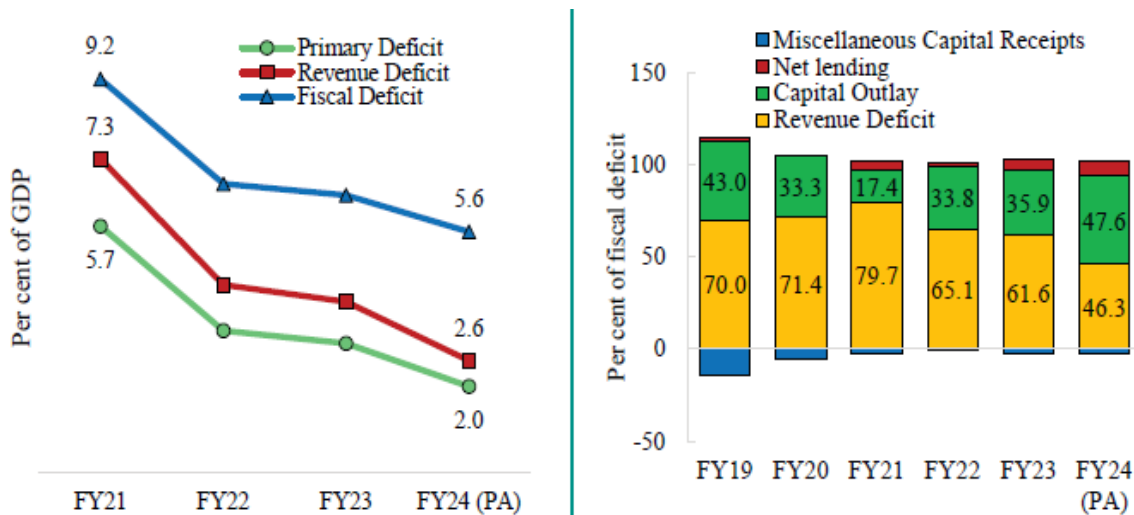 9.2
Primary Deficit
Revenue Deficit
Fiscal Deficit
7.3
5.7
5.6
2.6
2.0
Per cent of GDP
FY21 FY22 FY23 FY24 (PA)
Miscellaneous Capital Receipts
Net lending
Capital Outlay
Revenue Deficit
Per cent of fiscal deficit
150
100
50
0
-50
43.0 33.3 17.4 33.8 35.9 47.6
70.0 71.4 79.7 65.1 61.6 46.3
FY19 FY20 FY21 FY22 FY23 FY24
(PA)